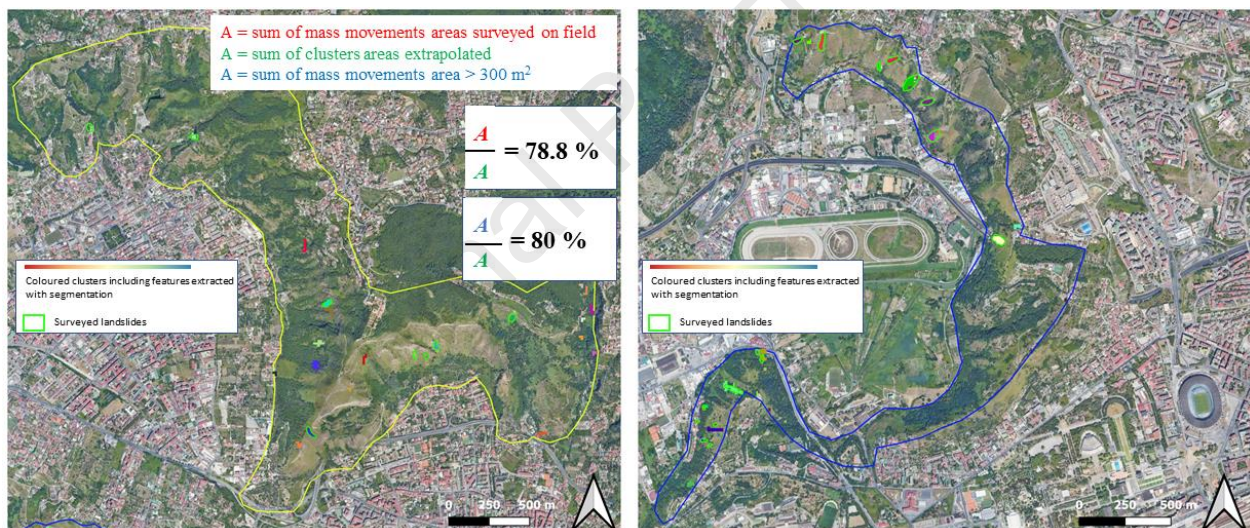 A = sum of mass movements areas surveyed on field
A = sum of clusters areas extrapolated
A = sum of mass movements area > 300 m²
A
A
= 78.8 %
A
A
= 80 %
Coloured clusters including features extracted
with segmentation
Surveyed landslides
0 250 500 m
Coloured clusters including features extracted
with segmentation
Surveyed landslides
0 250 500 m